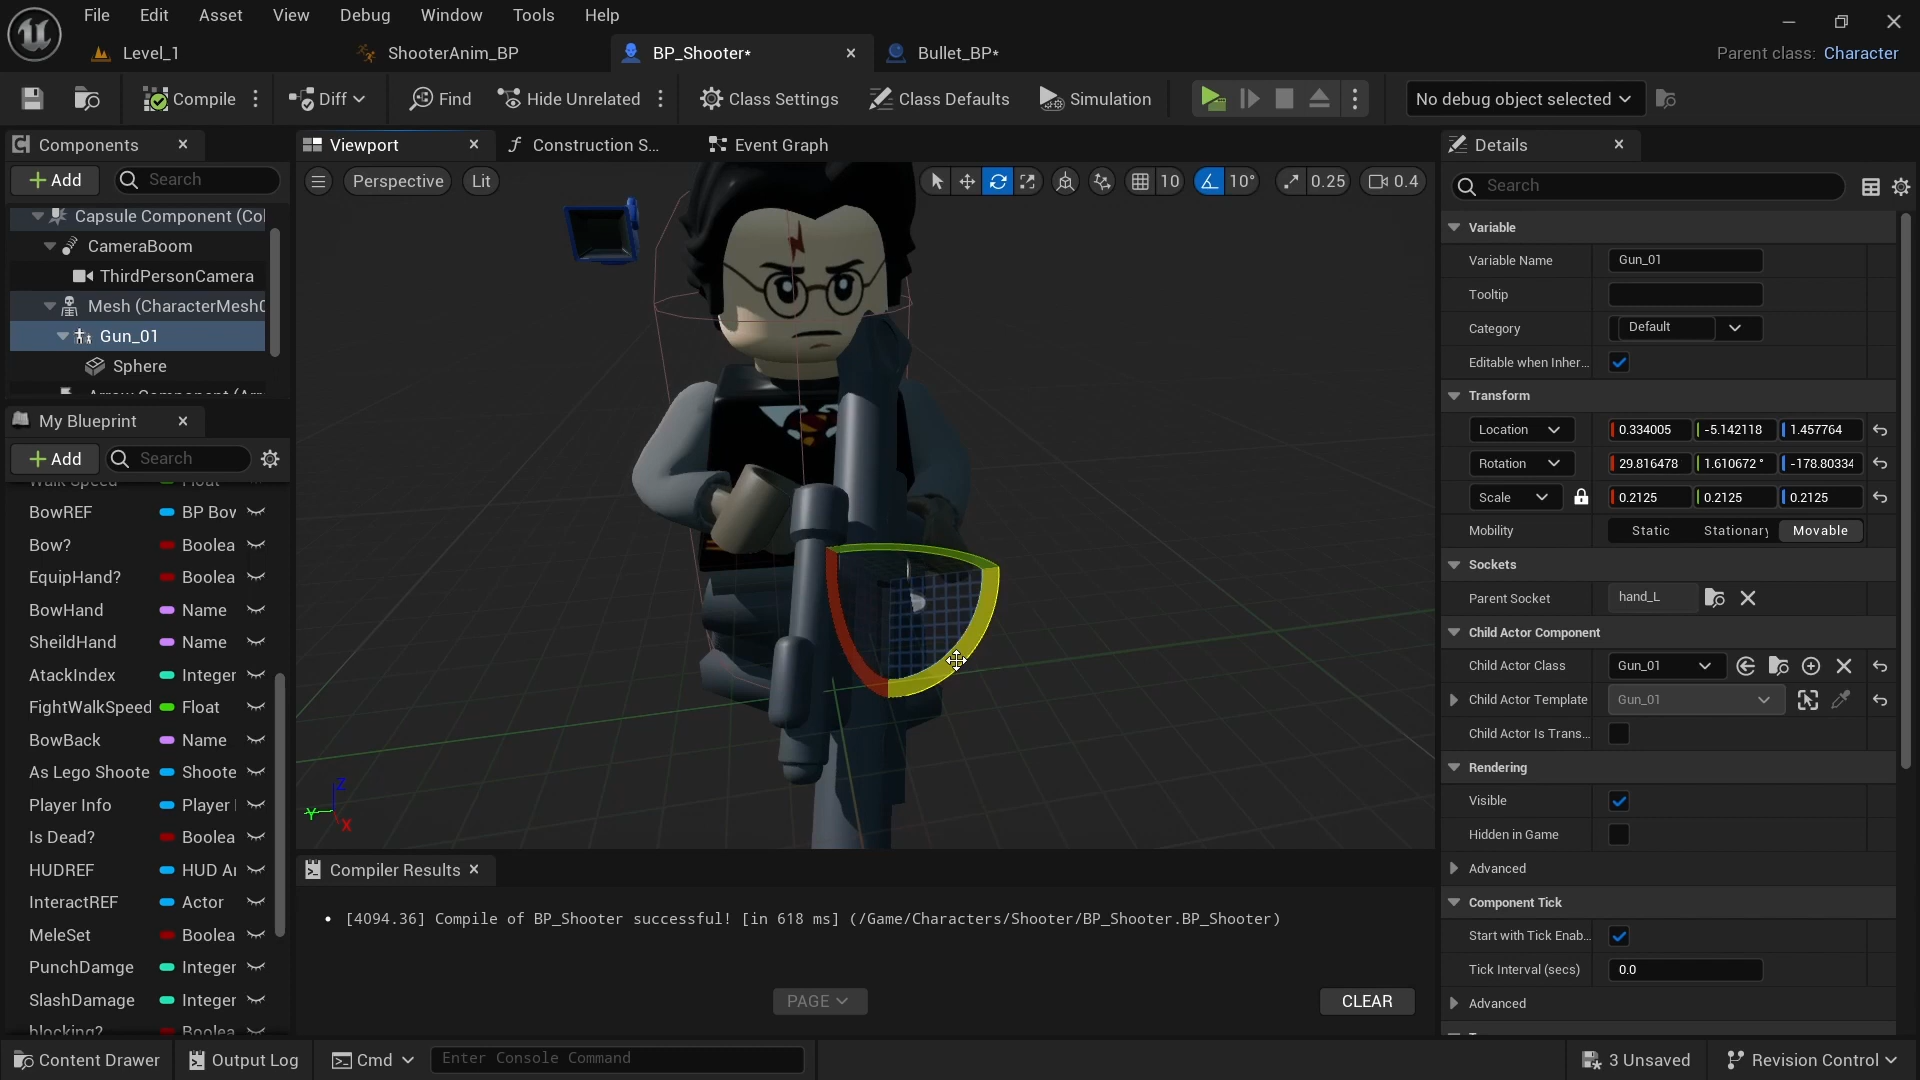 File Edit Asset View Debug Window Tools Help
Level_1 ShooterAnim_BP BP_Shooter* Bullet_BP* Parent class: Character
Compile Diff Find Hide Unrelated Class Settings Class Defaults Simulation No debug object selected
Components Viewport Construction S... Event Graph Details
Add Search Perspective Lit 10 10° 0.25 0.4 Search
Capsule Component (Col
CameraBoom
ThirdPersonCamera
Mesh (CharacterMesh0
Gun_01
Sphere
My Blueprint
Add Search
Walk Speed Float
BowREF BP Bow
Bow? Boolea
EquipHand? Boolea
BowHand Name
SheildHand Name
AtackIndex Integer
FightWalkSpeed Float
BowBack Name
As Lego Shoote Shoote
Player Info Player
Is Dead? Boolea
HUDREF HUD
InteractREF Actor
MeleSet Boolea
PunchDamge Integer
SlashDamage Integer
blocking? Boolea
Z
Y
X
Variable
Variable Name Gun_01
Tooltip
Category Default
Editable when Inher...
Transform
Location 0.334005 -5.142118 1.457764
Rotation 29.816478 1.610672 ° -178.80334
Scale 0.2125 0.2125 0.2125
Mobility Static Stationary Movable
Sockets
Parent Socket hand_L
Child Actor Component
Child Actor Class Gun_01
Child Actor Template Gun_01
Child Actor Is Trans...
Rendering
Visible
Hidden in Game
Advanced
Component Tick
Start with Tick Enab...
Tick Interval (secs) 0.0
Advanced
Compiler Results
• [4094.36] Compile of BP_Shooter successful! [in 618 ms] (/Game/Characters/Shooter/BP_Shooter.BP_Shooter)
PAGE CLEAR
Content Drawer Output Log Cmd Enter Console Command 3 Unsaved Revision Control